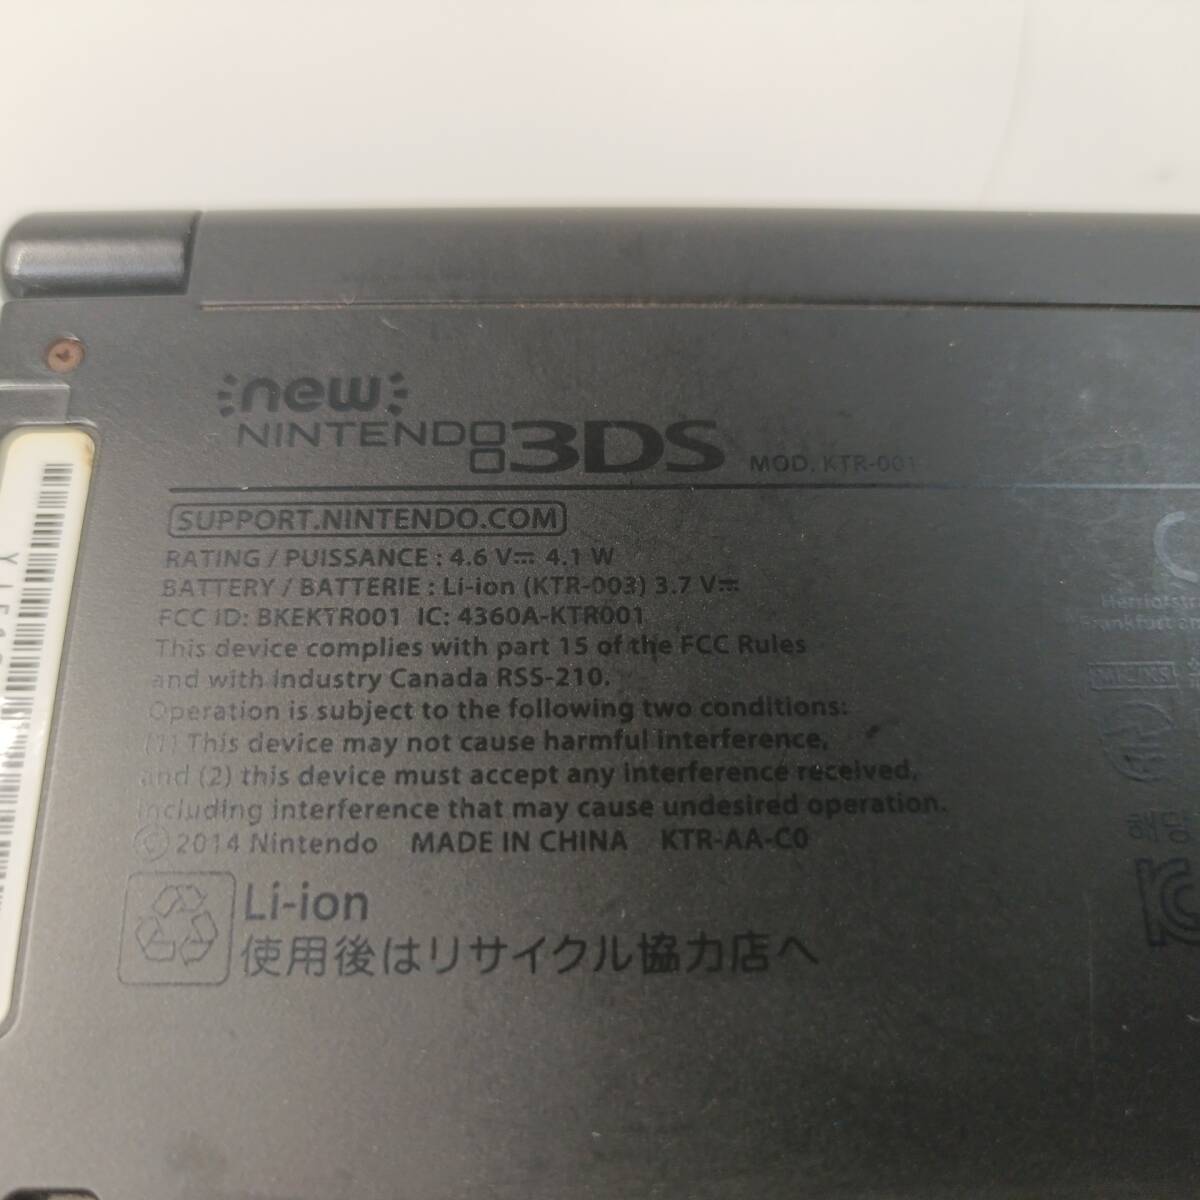 new
NINTENDO 3DS MOD. KTR-001
SUPPORT.NINTENDO.COM
RATING / PUISSANCE : 4.6 V⎓ 4.1 W
BATTERY / BATTERIE : Li-ion (KTR-003) 3.7 V⎓
FCC ID: BKEKTR001 IC: 4360A-KTR001
This device complies with part 15 of the FCC Rules
and with Industry Canada RSS-210.
Operation is subject to the following two conditions:
(1) This device may not cause harmful interference,
and (2) this device must accept any interference received,
including interference that may cause undesired operation.
© 2014 Nintendo MADE IN CHINA KTR-AA-C0
Li-ion
使用後はリサイクル協力店へ
Herriotstr
Frankfurt am
해당